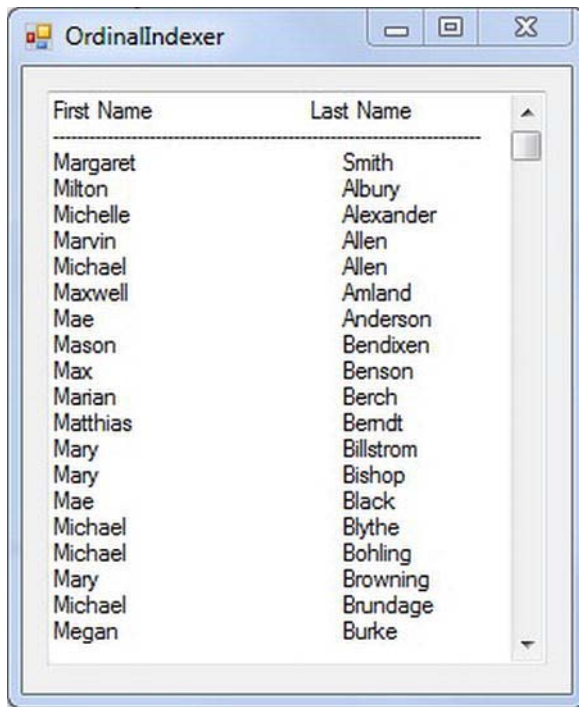 OrdinalIndexer
First Name Last Name
--------------------------------------------------------------------
Margaret Smith
Milton Albury
Michelle Alexander
Marvin Allen
Michael Allen
Maxwell Amland
Mae Anderson
Mason Bendixen
Max Benson
Marian Berch
Matthias Berndt
Mary Billstrom
Mary Bishop
Mae Black
Michael Blythe
Michael Bohling
Mary Browning
Michael Brundage
Megan Burke